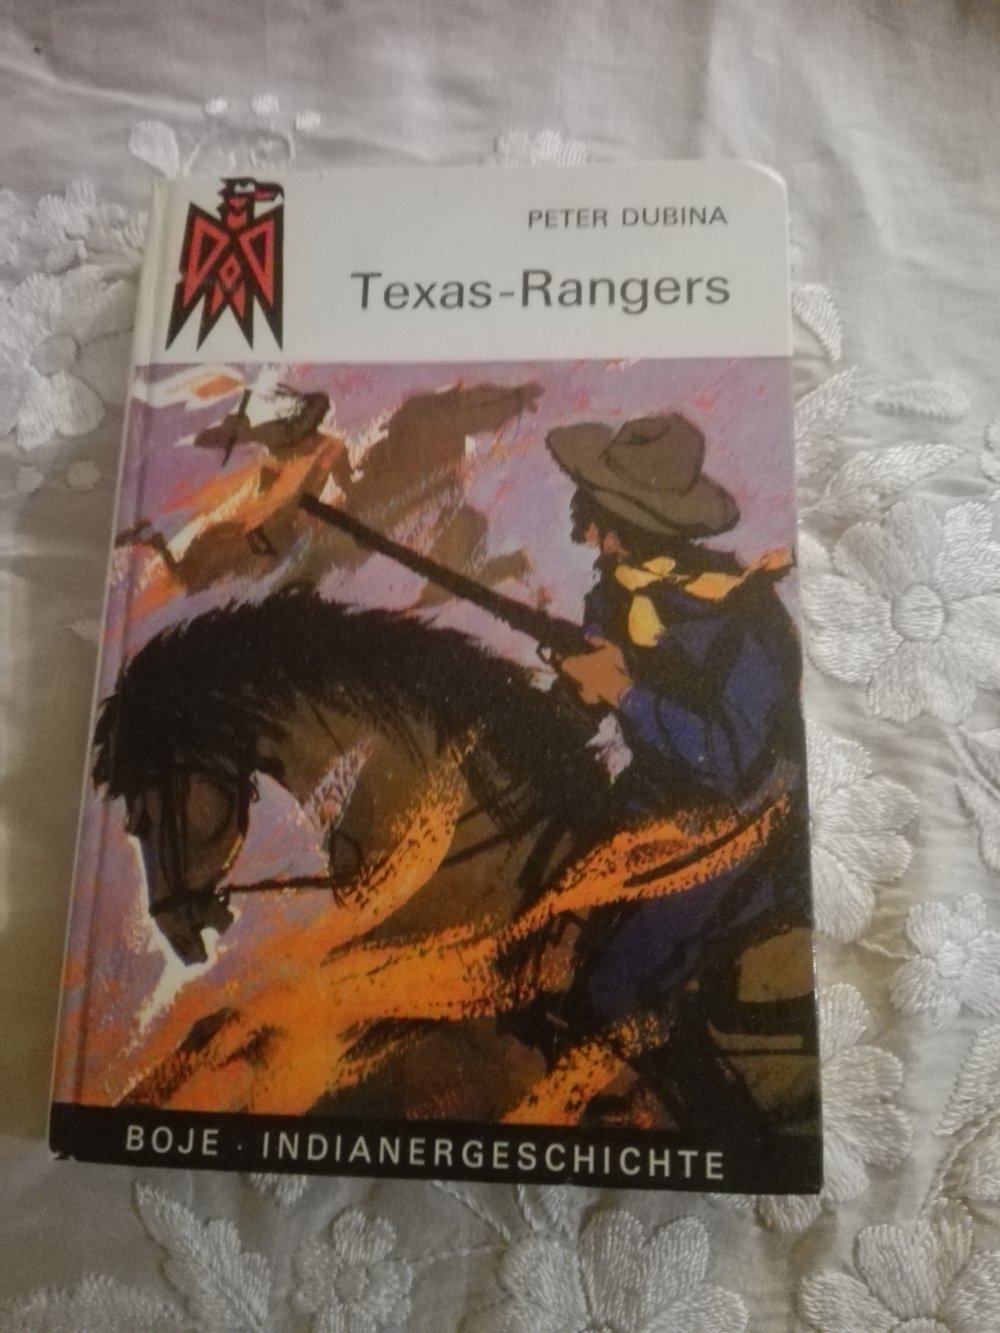 PETER DUBINA
Texas-Rangers
BOJE · INDIANERGESCHICHTE